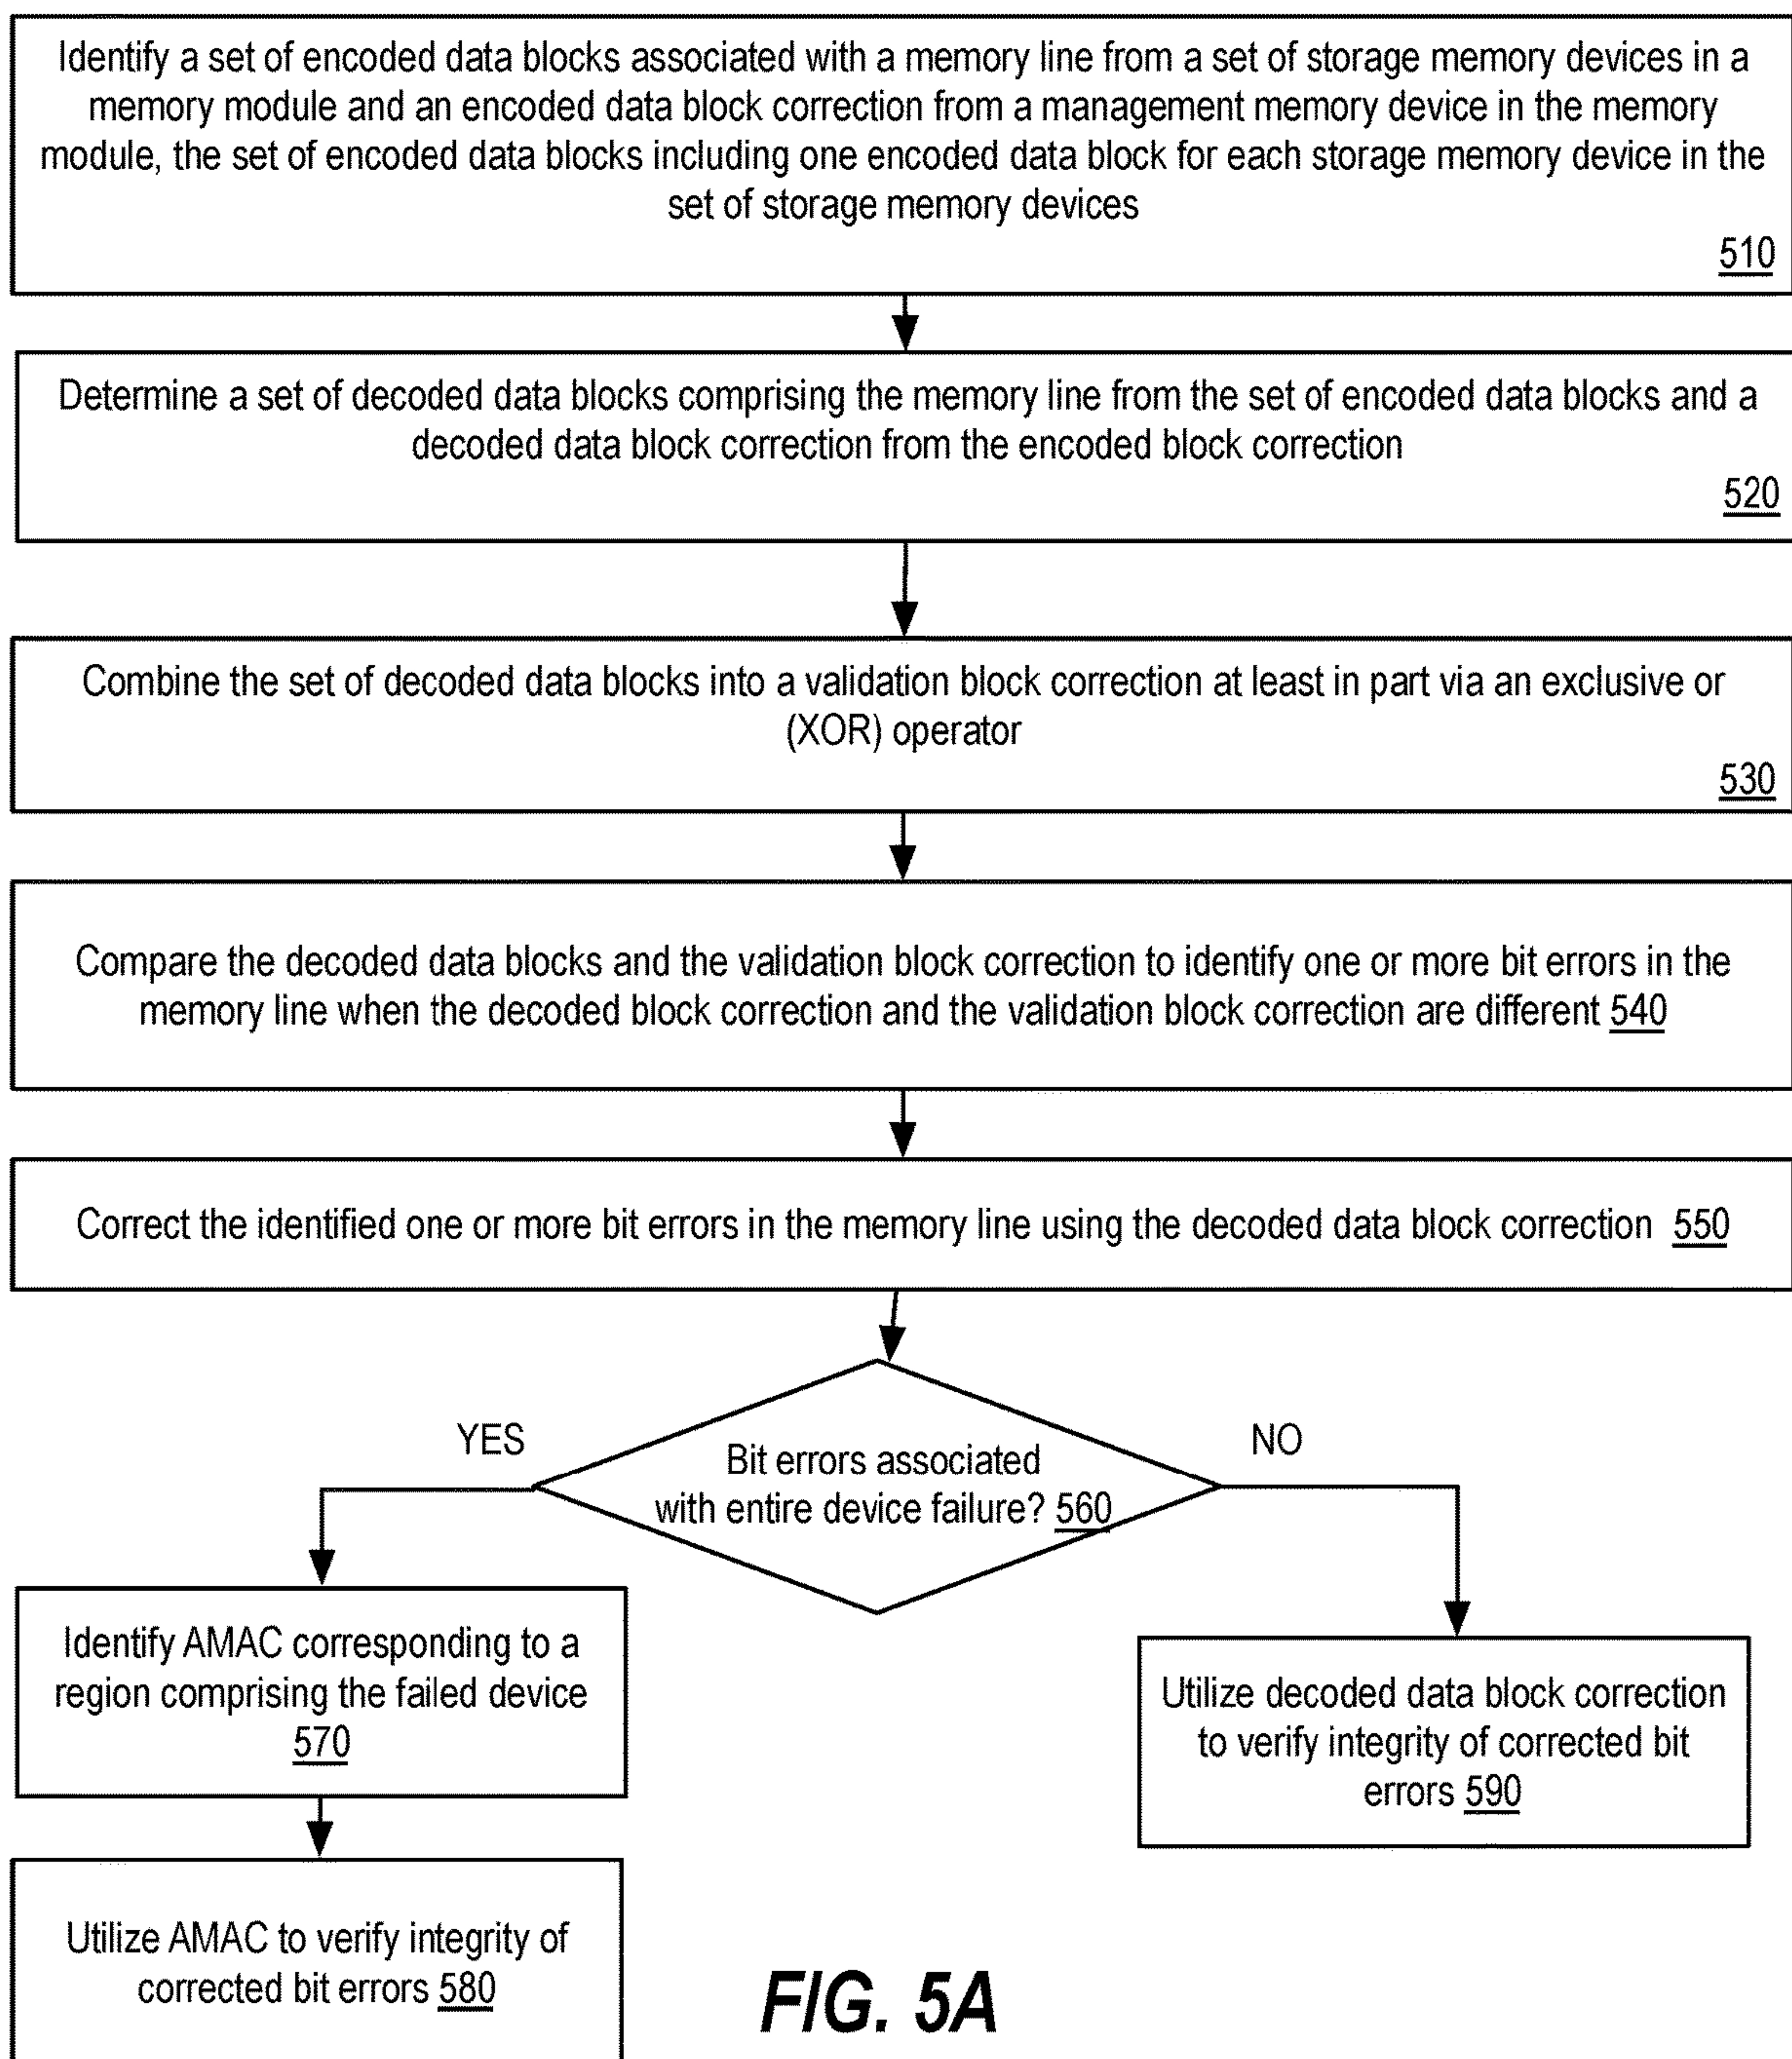 Identify a set of encoded data blocks associated with a memory line from a set of storage memory devices in a
memory module and an encoded data block correction from a management memory device in the memory
module, the set of encoded data blocks including one encoded data block for each storage memory device in the
set of storage memory devices
510
Determine a set of decoded data blocks comprising the memory line from the set of encoded data blocks and a
decoded data block correction from the encoded block correction
520
Combine the set of decoded data blocks into a validation block correction at least in part via an exclusive or
(XOR) operator
530
Compare the decoded data blocks and the validation block correction to identify one or more bit errors in the
memory line when the decoded block correction and the validation block correction are different 540
Correct the identified one or more bit errors in the memory line using the decoded data block correction 550
YES
NO
Bit errors associated
with entire device failure? 560
Identify AMAC corresponding to a
region comprising the failed device
570
Utilize decoded data block correction
to verify integrity of corrected bit
errors 590
Utilize AMAC to verify integrity of
corrected bit errors 580
FIG. 5A